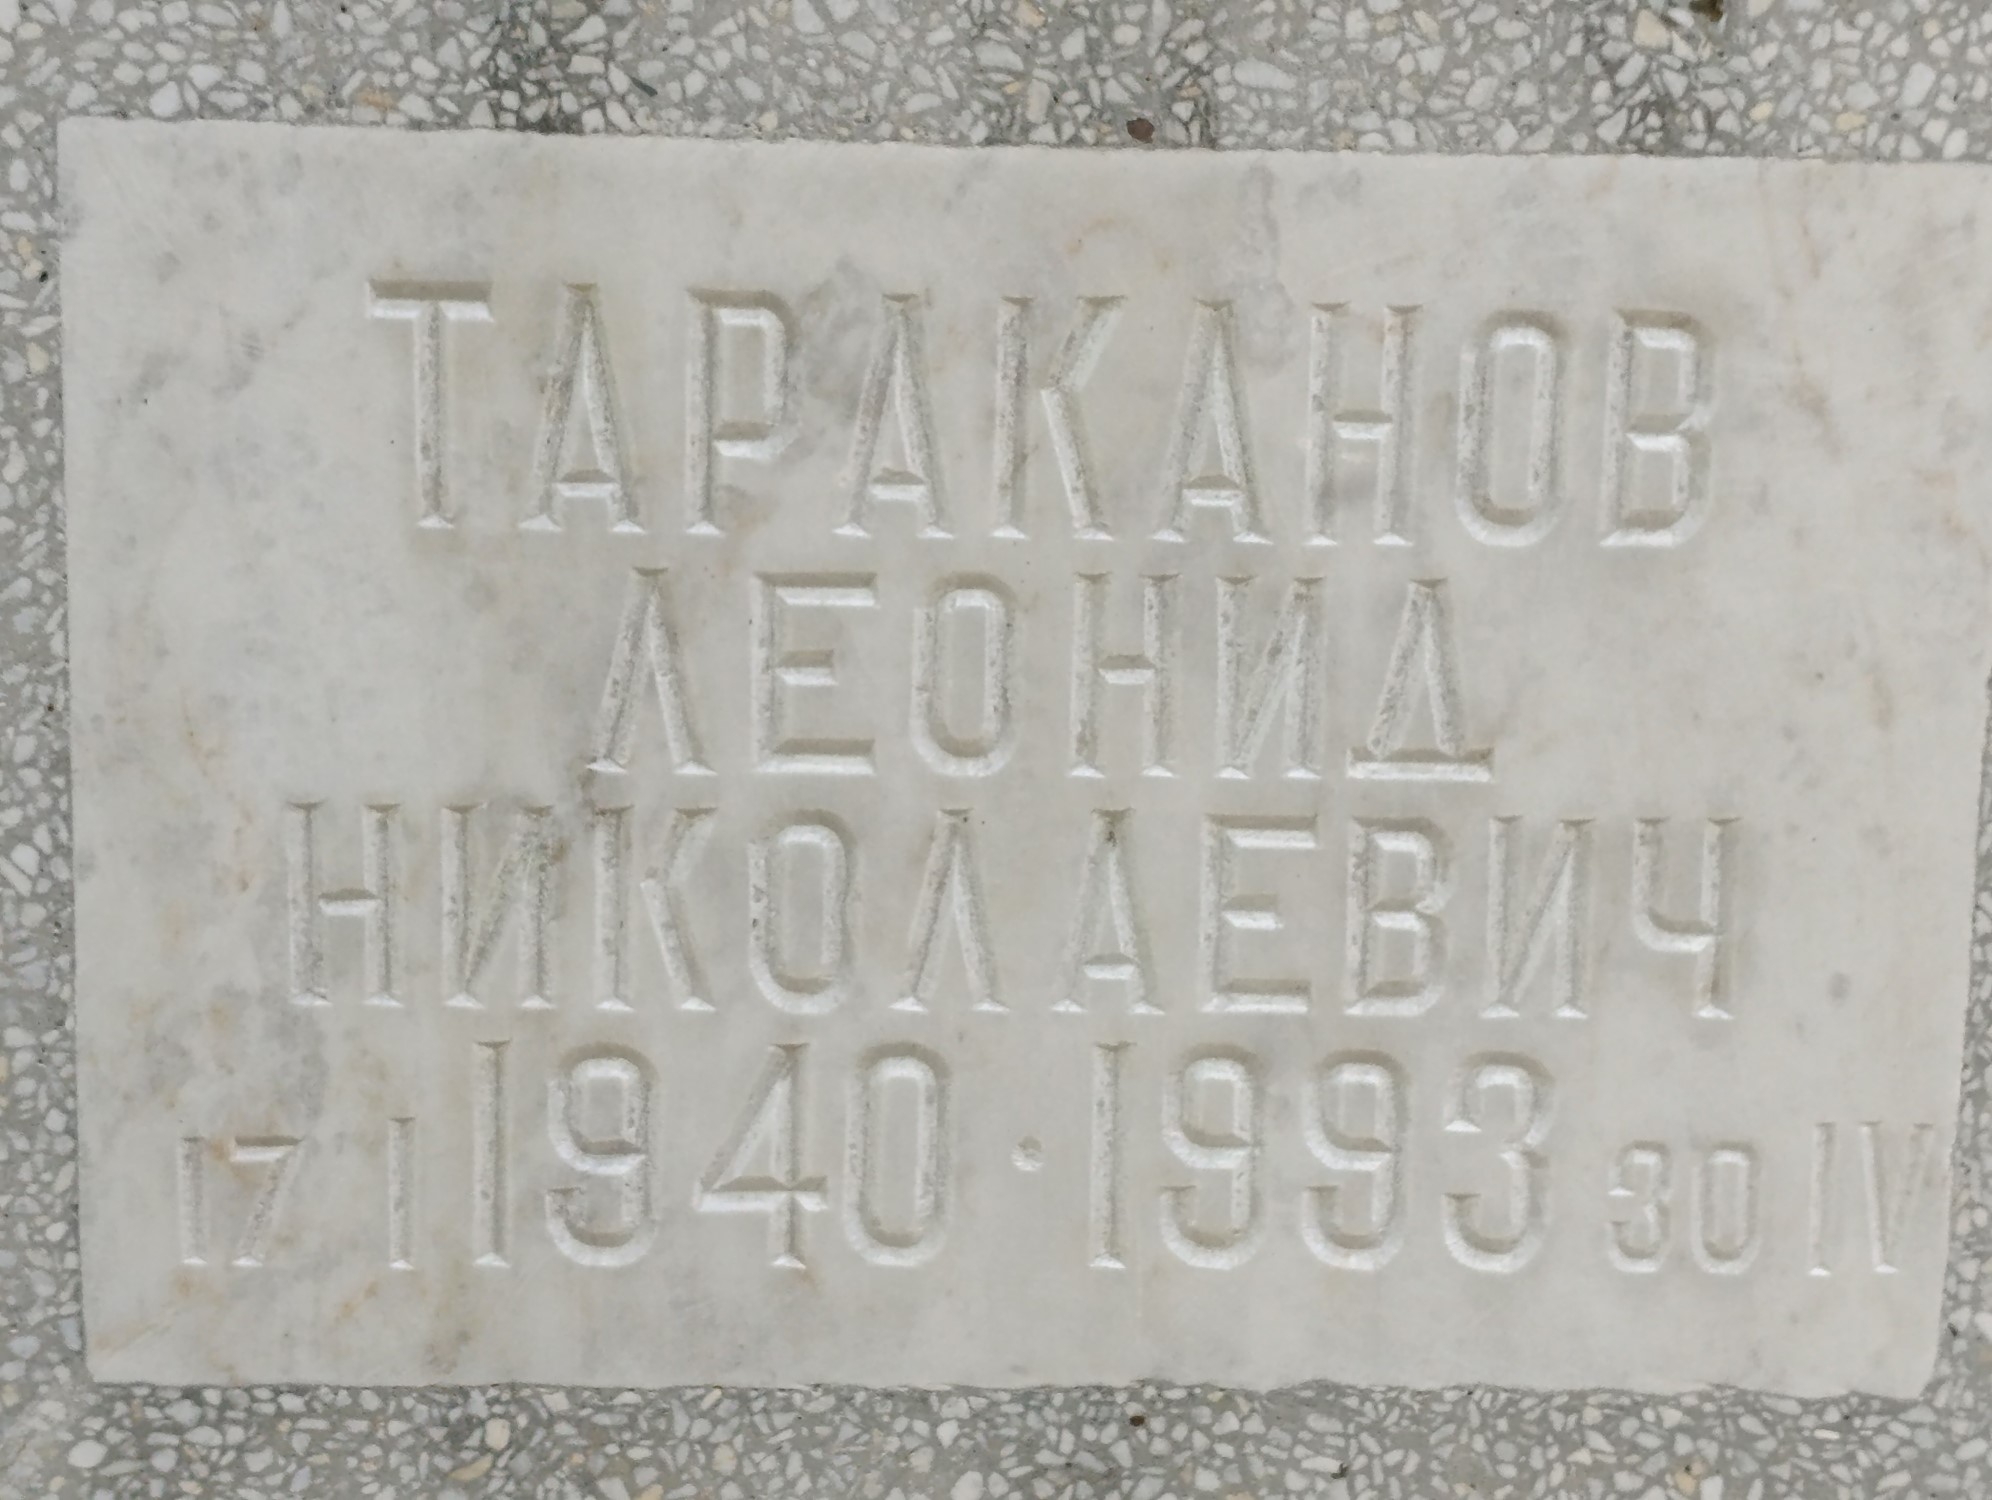 ТАРАКАНОВ
ЛЕОНИД
НИКОЛАЕВИЧ
17 I 1940 · 1993 30 IV